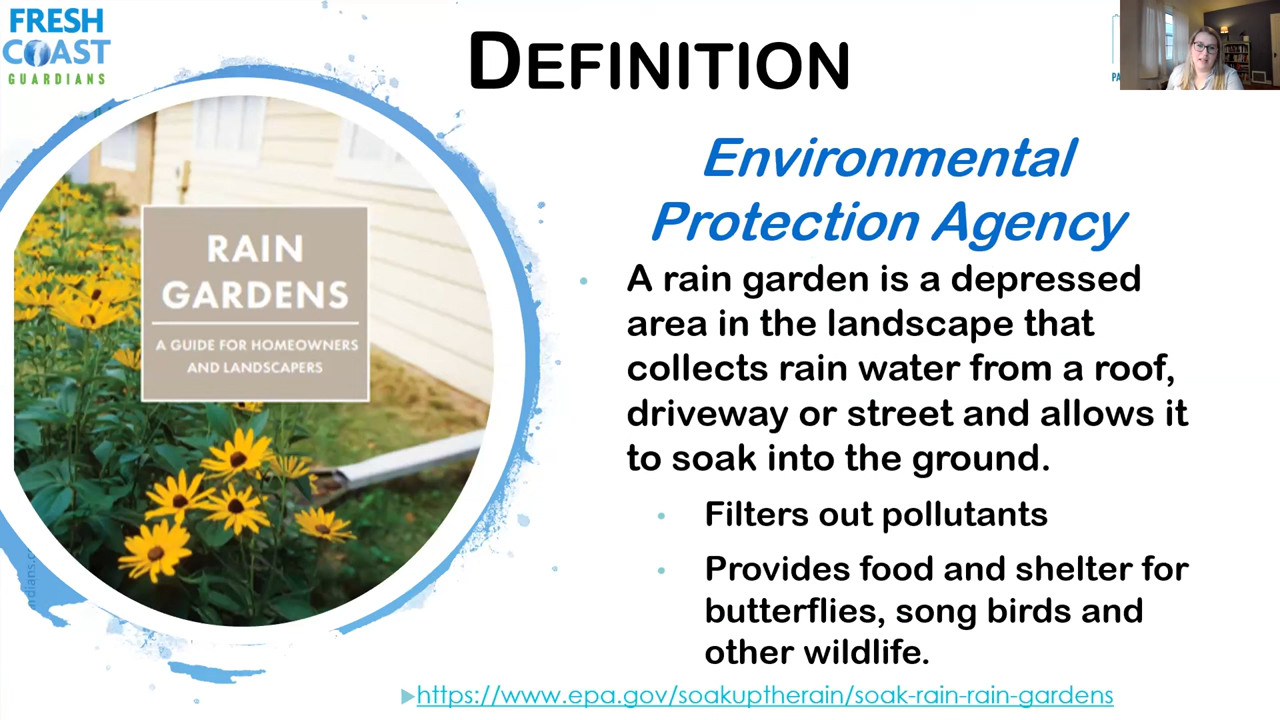 FRESH
COAST
GUARDIANS
DEFINITION
RAIN
GARDENS
A GUIDE FOR HOMEOWNERS
AND LANDSCAPERS
Environmental
Protection Agency
• A rain garden is a depressed
area in the landscape that
collects rain water from a roof,
driveway or street and allows it
to soak into the ground.
• Filters out pollutants
• Provides food and shelter for
butterflies, song birds and
other wildlife.
https://www.epa.gov/soakuptherain/soak-rain-rain-gardens